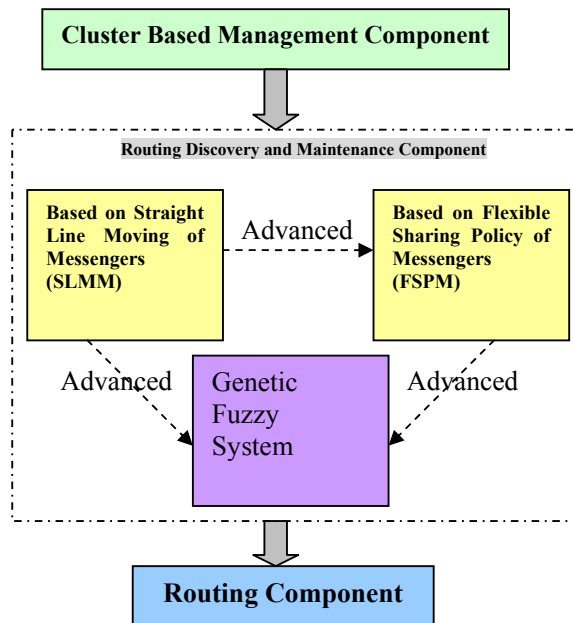 Cluster Based Management Component
Routing Discovery and Maintenance Component
Based on Straight
Line Moving of
Messengers
(SLMM)
Advanced
Based on Flexible
Sharing Policy of
Messengers
(FSPM)
Advanced
Genetic
Fuzzy
System
Advanced
Routing Component